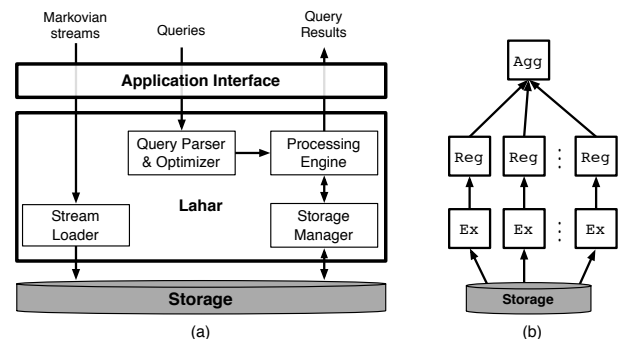 Markovian streams
Queries
Query Results
Application Interface
Query Parser & Optimizer
Processing Engine
Lahar
Stream Loader
Storage Manager
Storage
(a)
Agg
Reg Reg ⋮ Reg
Ex Ex ⋮ Ex
Storage
(b)